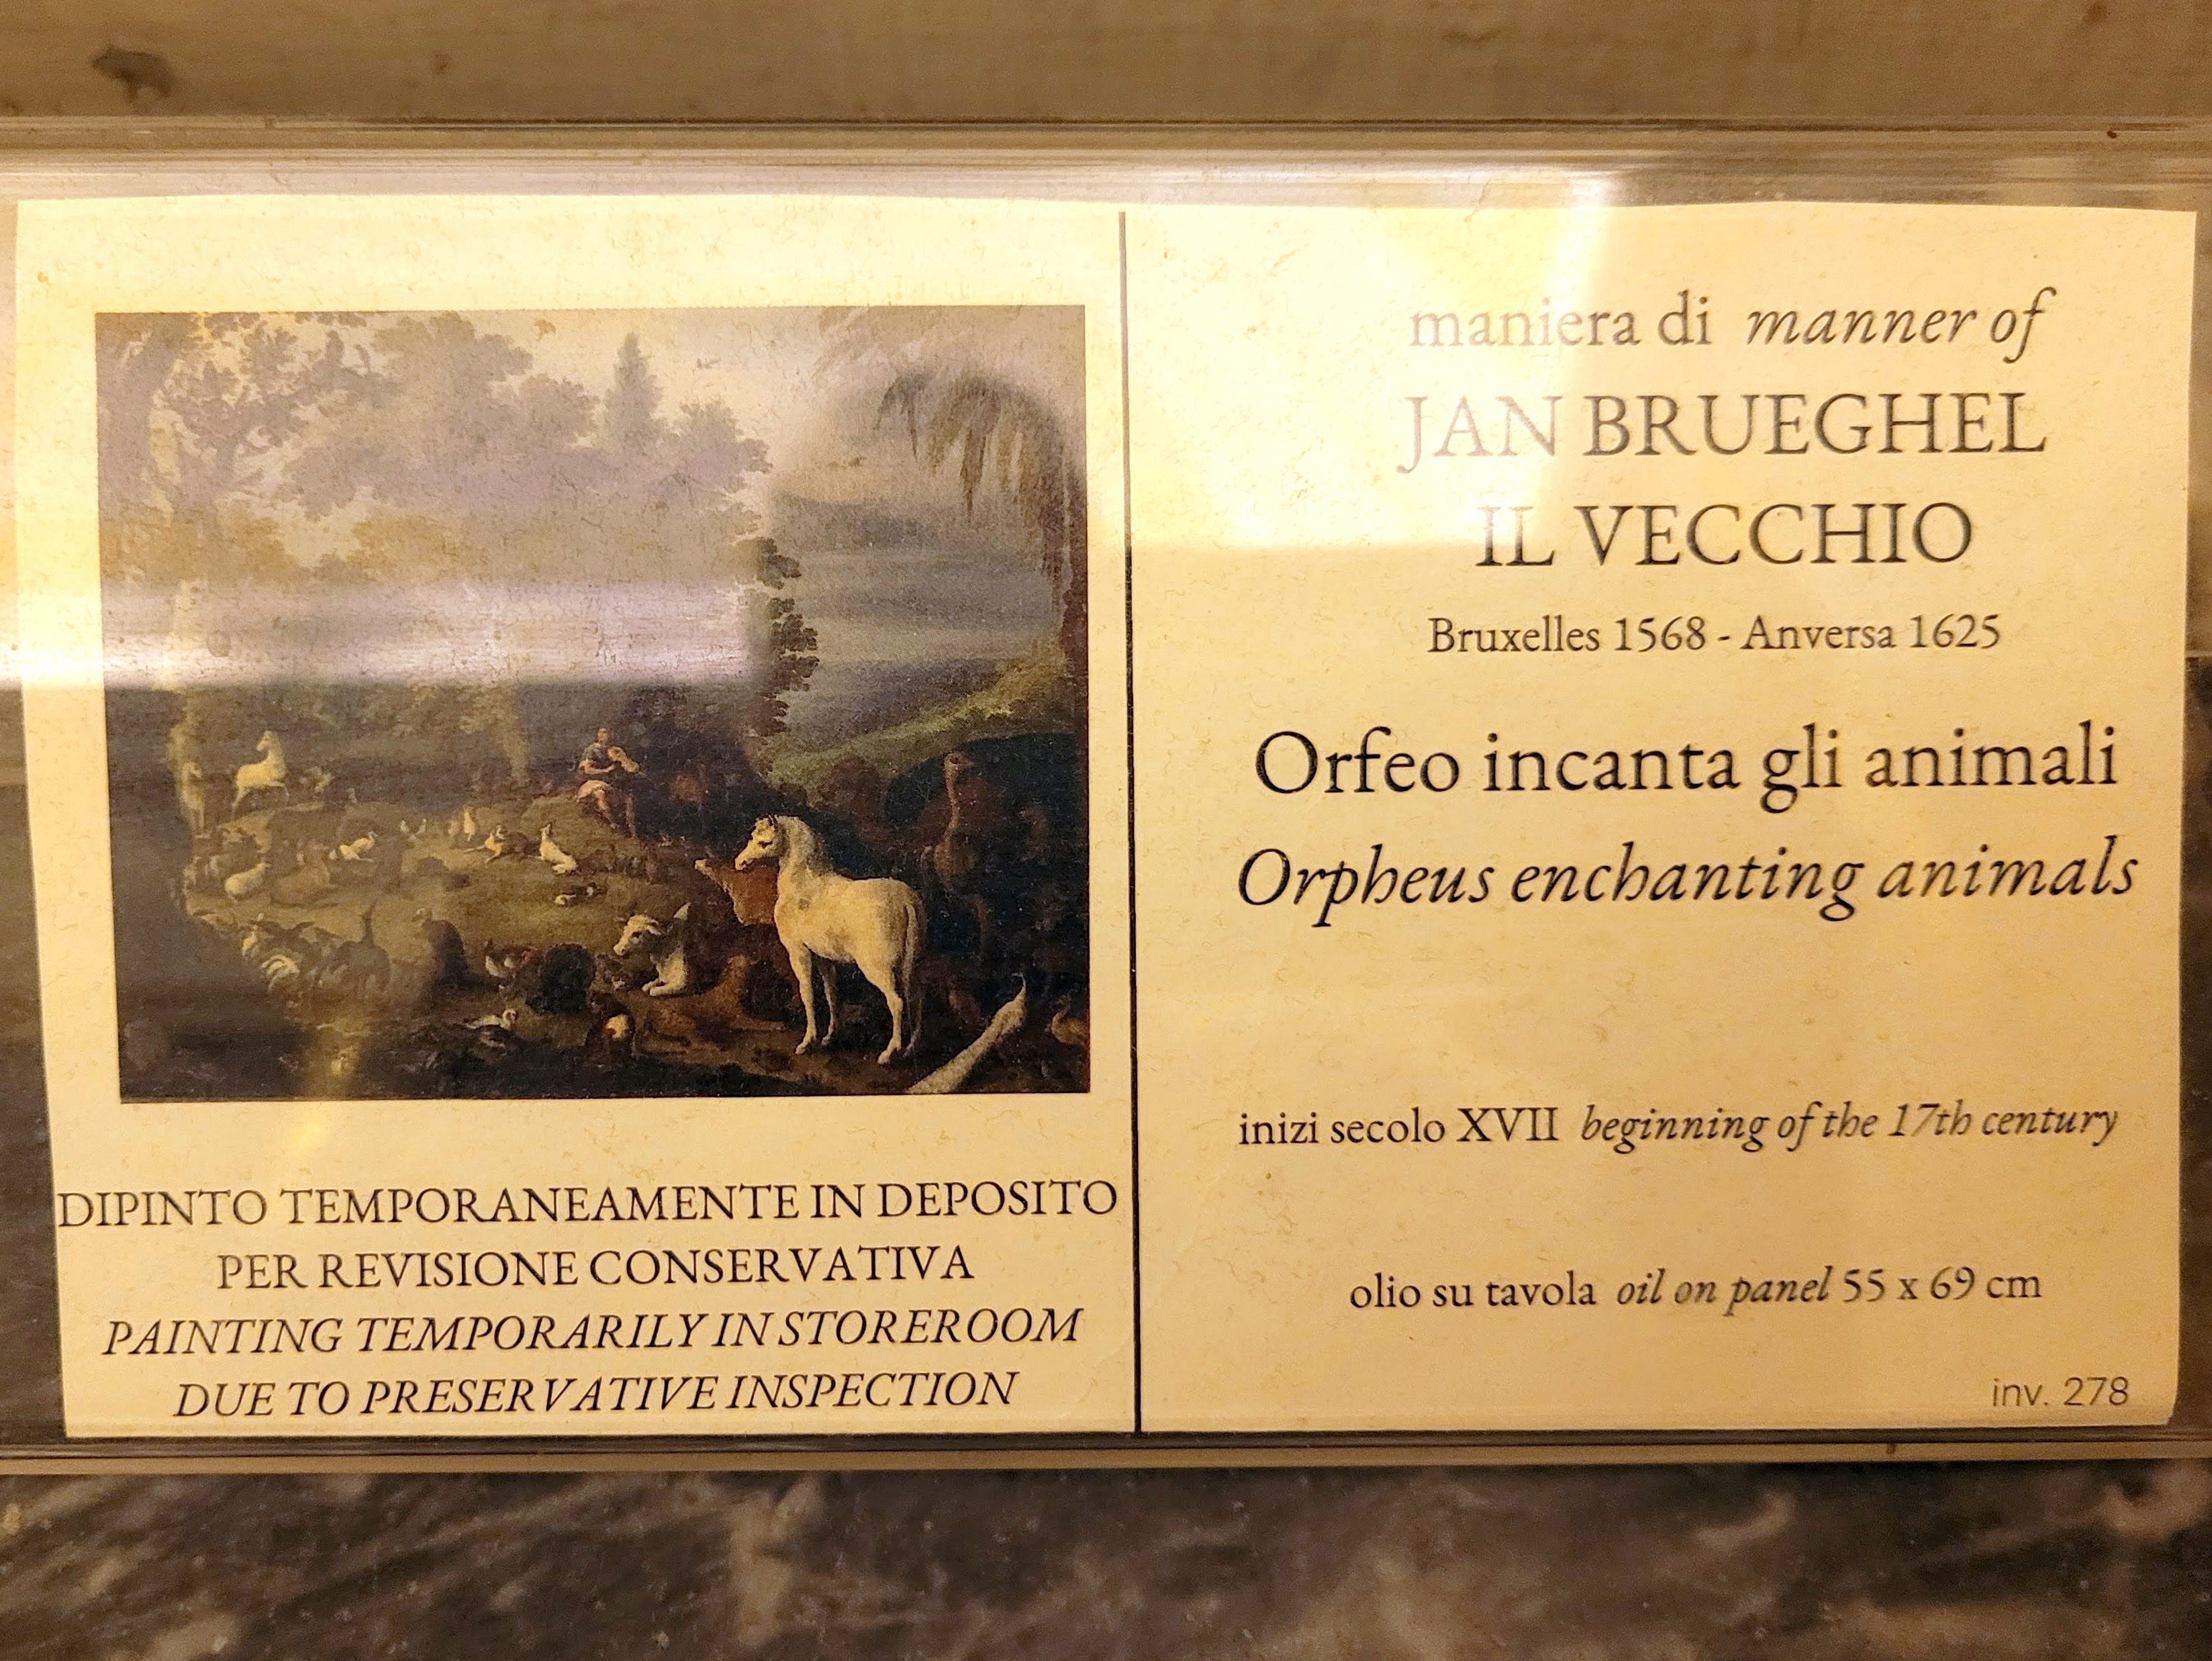 DIPINTO TEMPORANEAMENTE IN DEPOSITO
PER REVISIONE CONSERVATIVA
PAINTING TEMPORARILY IN STOREROOM
DUE TO PRESERVATIVE INSPECTION
maniera di manner of
JAN BRUEGHEL
IL VECCHIO
Bruxelles 1568 - Anversa 1625
Orfeo incanta gli animali
Orpheus enchanting animals
inizi secolo XVII beginning of the 17th century
olio su tavola oil on panel 55 x 69 cm
inv. 278